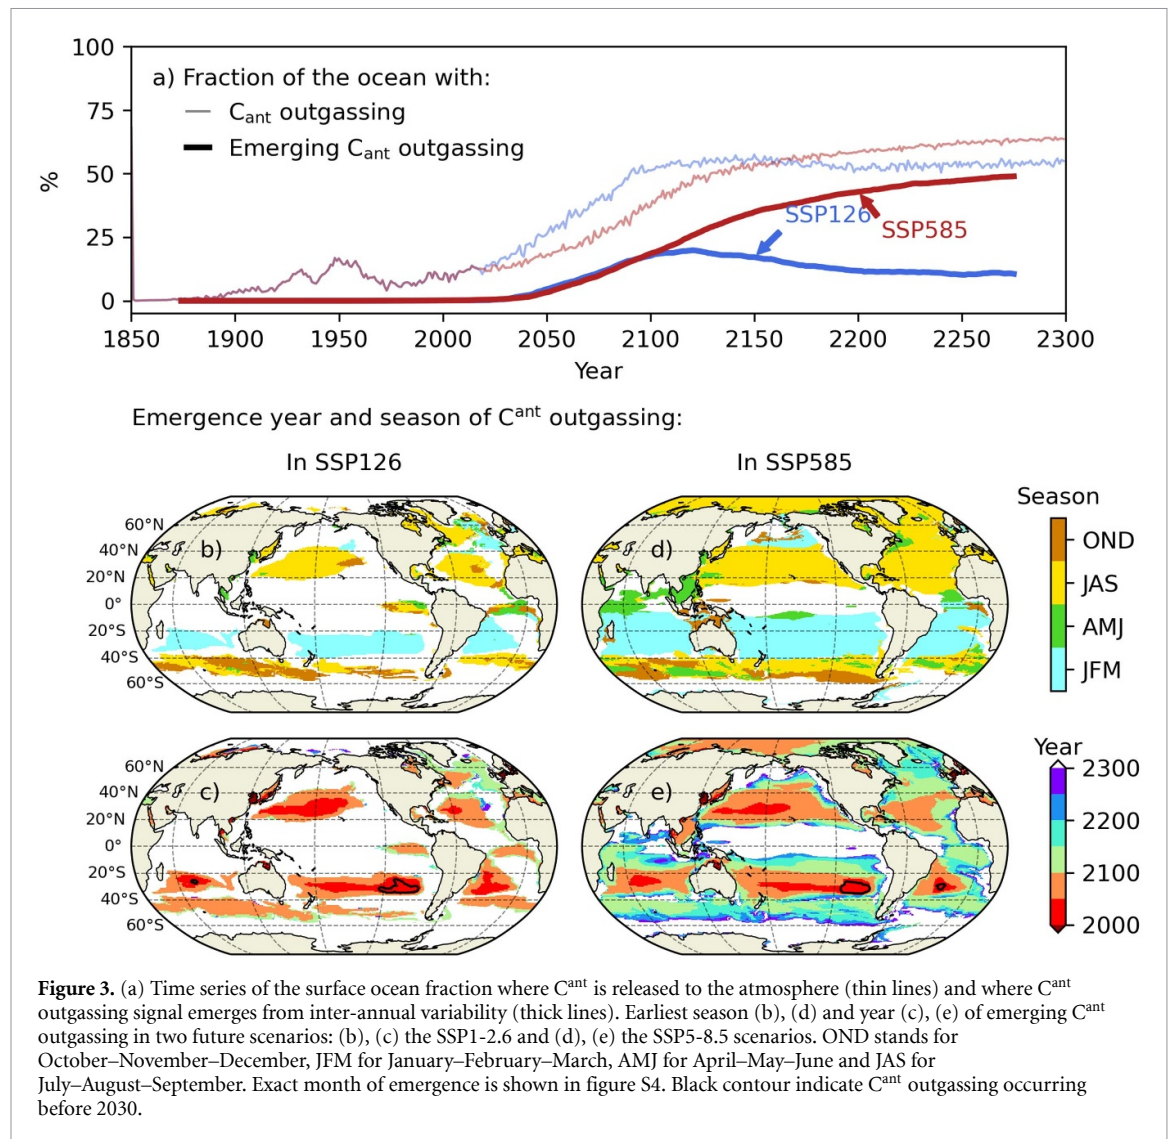 100
75
50
25
0
%
a) Fraction of the ocean with:
Cant outgassing
Emerging Cant outgassing
SSP126
SSP585
1850 1900 1950 2000 2050 2100 2150 2200 2250 2300
Year
Emergence year and season of Cant outgassing:
In SSP126
In SSP585
60°N
40°N
20°N
0°
20°S
40°S
60°S
b)
d)
Season
OND
JAS
AMJ
JFM
60°N
40°N
20°N
0°
20°S
40°S
60°S
c)
e)
Year
2300
2200
2100
2050
2000
Figure 3. (a) Time series of the surface ocean fraction where Cant is released to the atmosphere (thin lines) and where Cant
outgassing signal emerges from inter-annual variability (thick lines). Earliest season (b), (d) and year (c), (e) of emerging Cant
outgassing in two future scenarios: (b), (c) the SSP1-2.6 and (d), (e) the SSP5-8.5 scenarios. OND stands for
October–November–December, JFM for January–February–March, AMJ for April–May–June and JAS for
July–August–September. Exact month of emergence is shown in figure S4. Black contour indicate Cant outgassing occurring
before 2030.